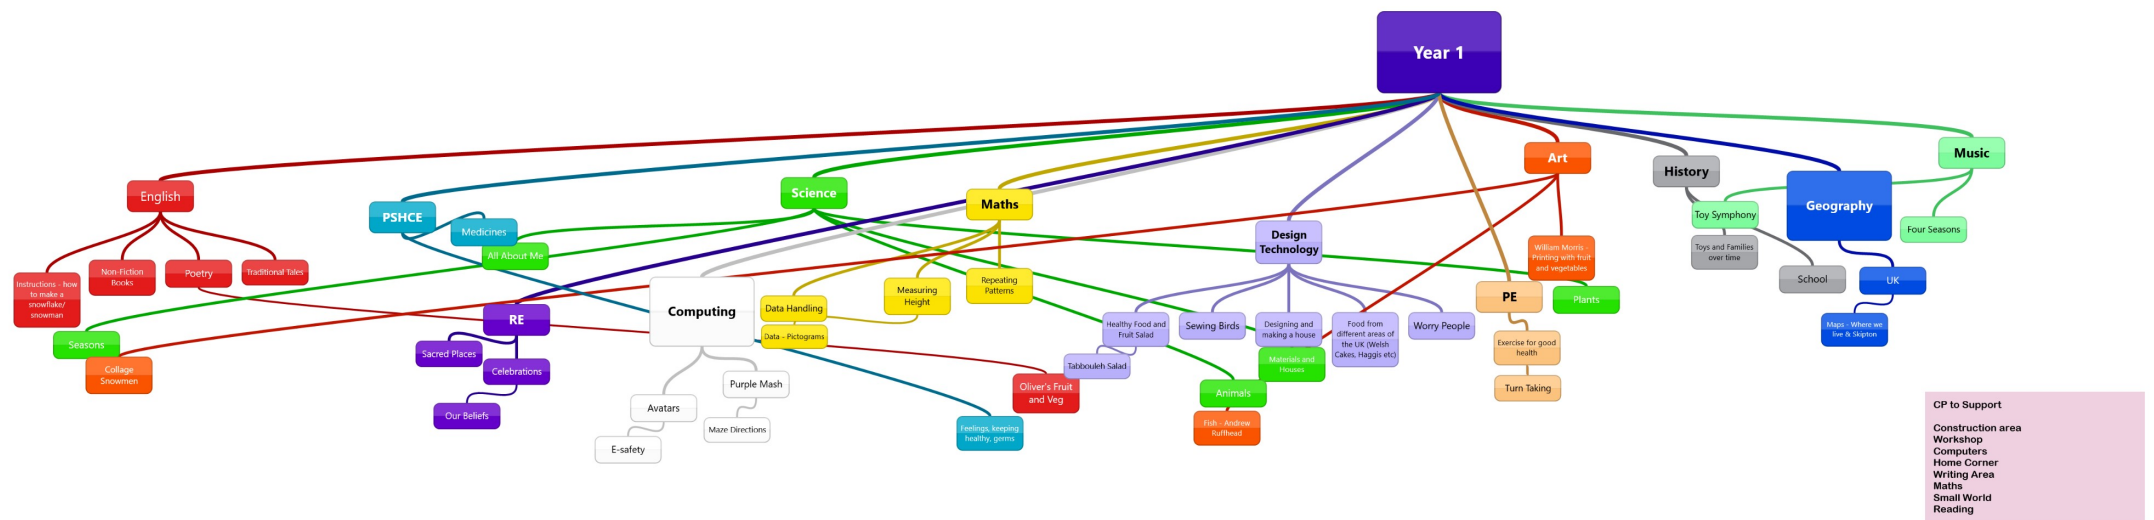 Year 1
English
Instructions - how
to make a
snowflake/
snowman
Non-Fiction
Books
Poetry
Traditional Tales
Oliver's Fruit
and Veg
PSHCE
Medicines
Feelings, keeping
healthy, germs
Science
All About Me
Seasons
Animals
Materials and
Houses
Plants
RE
Sacred Places
Celebrations
Our Beliefs
Computing
Avatars
E-safety
Purple Mash
Maze Directions
Maths
Data Handling
Data - Pictograms
Measuring
Height
Repeating
Patterns
Design
Technology
Healthy Food and
Fruit Salad
Tabbouleh Salad
Sewing Birds
Designing and
making a house
Food from
different areas of
the UK (Welsh
Cakes, Haggis etc)
Worry People
PE
Exercise for good
health
Turn Taking
Art
William Morris -
Printing with fruit
and vegetables
Collage
Snowmen
Fish - Andrew
Ruffhead
History
Toys and Families
over time
School
Geography
UK
Maps - Where we
live & Skipton
Music
Toy Symphony
Four Seasons
CP to Support
Construction area
Workshop
Computers
Home Corner
Writing Area
Maths
Small World
Reading